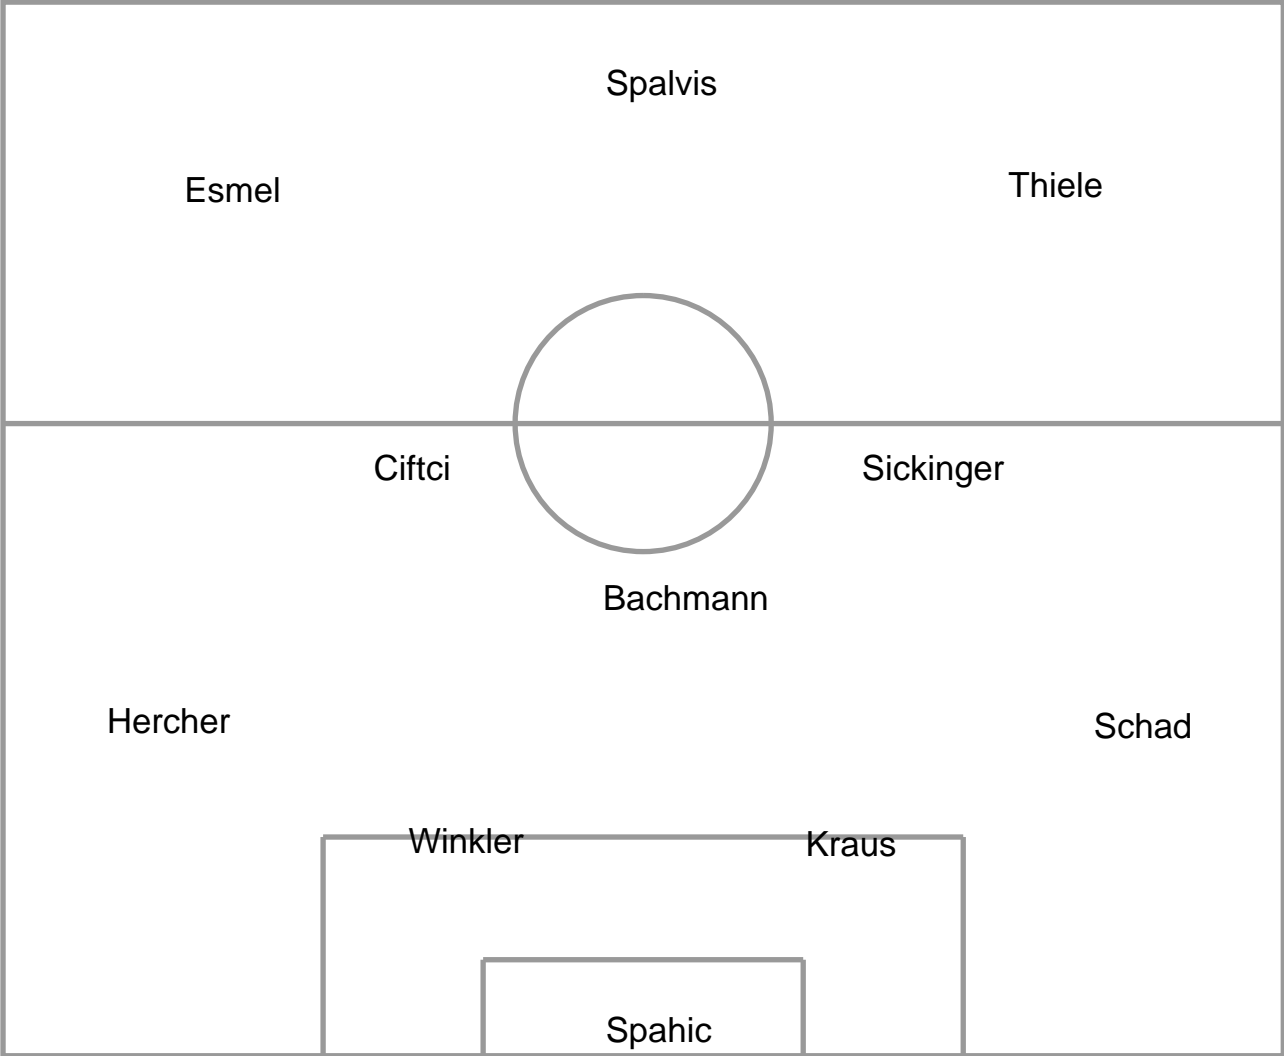 Spalvis
Esmel
Thiele
Ciftci
Sickinger
Bachmann
Hercher
Schad
Winkler
Kraus
Spahic